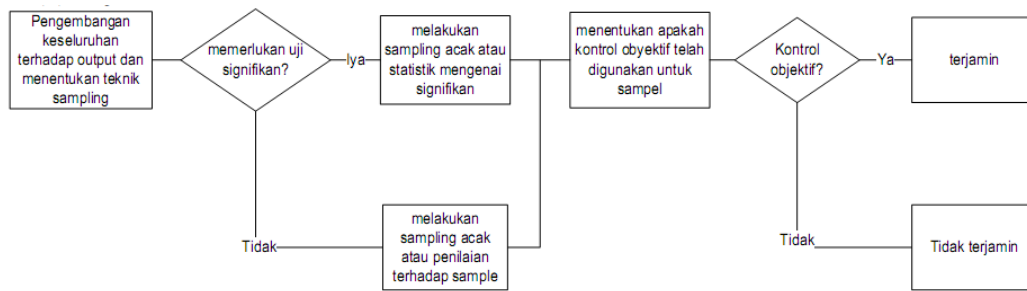 Pengembangan
keseluruhan
terhadap output dan
menentukan teknik
sampling
memerlukan uji
signifikan?
Iya
melakukan
sampling acak atau
statistik mengenai
signifikan
Tidak
melakukan
sampling acak
atau penilaian
terhadap sample
menentukan apakah
kontrol obyektif telah
digunakan untuk
sampel
Kontrol
objektif?
Ya
terjamin
Tidak
Tidak terjamin